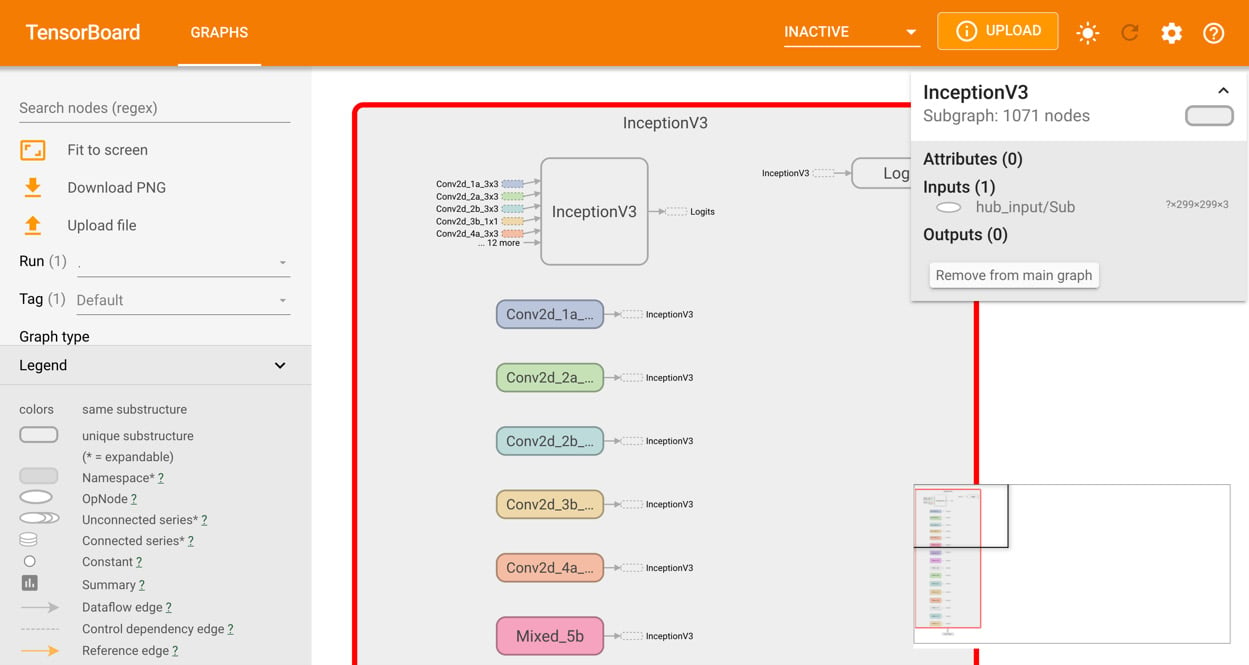 TensorBoard
GRAPHS
INACTIVE
UPLOAD
Search nodes (regex)
Fit to screen
Download PNG
Upload file
Run (1) .
Tag (1) Default
Graph type
Legend
colors same substructure
unique substructure
(* = expandable)
Namespace* ?
OpNode ?
Unconnected series* ?
Connected series* ?
Constant ?
Summary ?
Dataflow edge ?
Control dependency edge ?
Reference edge ?
InceptionV3
Conv2d_1a_3x3
Conv2d_2a_3x3
Conv2d_2b_3x3
Conv2d_3b_1x1
Conv2d_4a_3x3
... 12 more
InceptionV3
Logits
InceptionV3
Log
Conv2d_1a_... InceptionV3
Conv2d_2a_... InceptionV3
Conv2d_2b_... InceptionV3
Conv2d_3b_... InceptionV3
Conv2d_4a_... InceptionV3
Mixed_5b InceptionV3
InceptionV3
Subgraph: 1071 nodes
Attributes (0)
Inputs (1)
hub_input/Sub ?×299×299×3
Outputs (0)
Remove from main graph